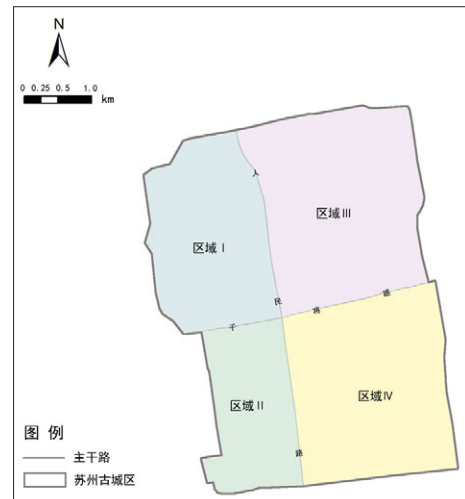 N
0 0.25 0.5 1.0
km
人
民
路
干
将
路
区域Ⅰ
区域Ⅲ
区域Ⅱ
区域Ⅳ
图 例
主干路
苏州古城区